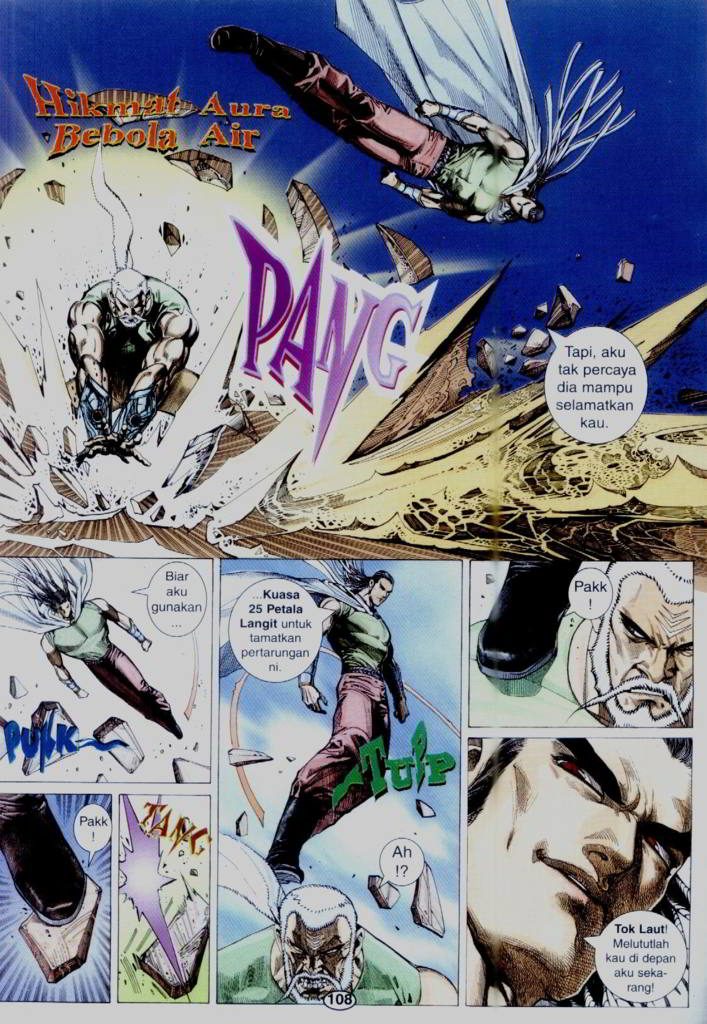 Hikmat Aura
Bebola Air
PANG
Tapi, aku
tak percaya
dia mampu
selamatkan
kau.
Biar
aku
gunakan
...
PUKK
...Kuasa
25 Petala
Langit untuk
tamatkan
pertarungan
ni.
Tup
Ah
!?
Pakk
!
Pakk
!
TANG
Tok Laut!
Melututlah
kau di depan
aku seka-
rang!
108